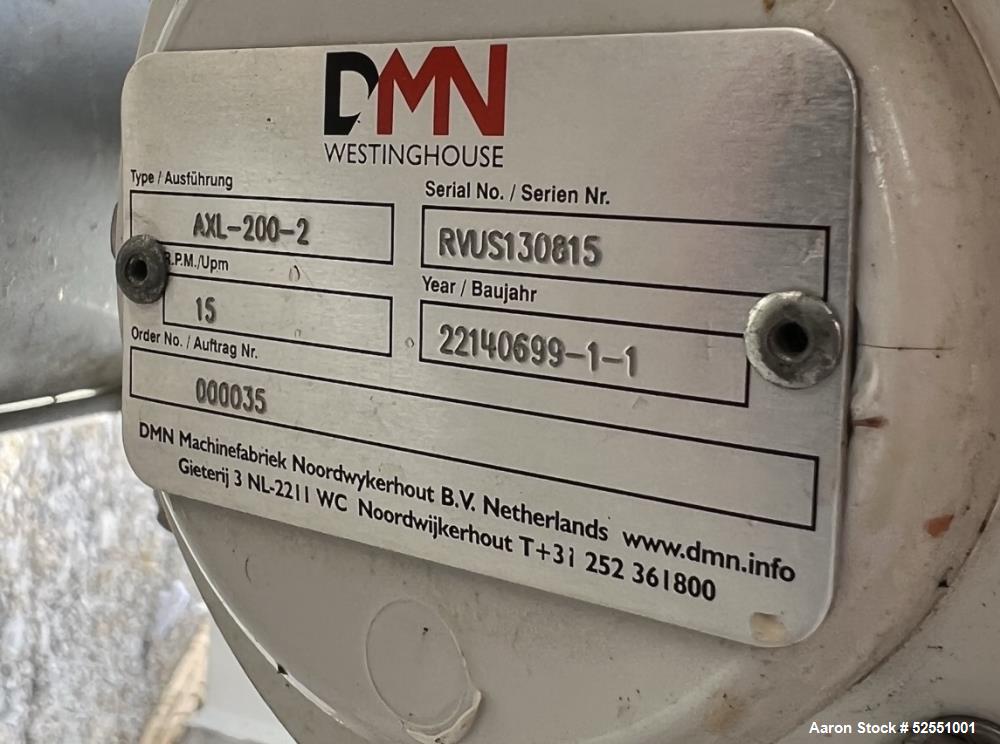 DMN
WESTINGHOUSE
Type / Ausführung
AXL-200-2
Serial No. / Serien Nr.
RVUS130815
R.P.M./Upm
15
Year / Baujahr
22140699-1-1
Order No. / Auftrag Nr.
000035
DMN Machinefabriek Noordwykerhout B.V. Netherlands www.dmn.info
Gieterij 3 NL-2211 WC Noordwijkerhout T+31 252 361800
Aaron Stock # 52551001